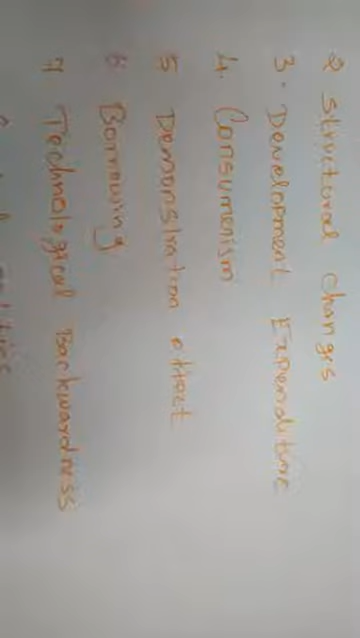 2 Structural changes
3. Development Expenditure
4. Consumerism
5 Demonstration effect
6 Borrowing
7 Technological Backwardness